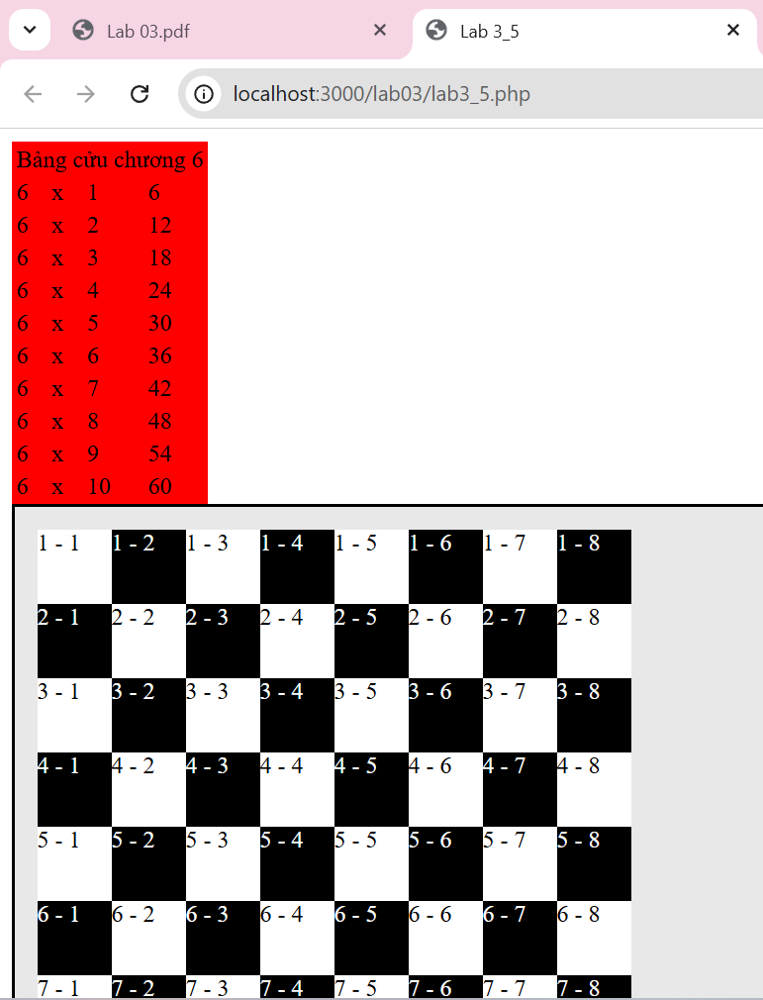 Lab 03.pdf
Lab 3_5
localhost:3000/lab03/lab3_5.php
Bảng cửu chương 6
6 x 1 6
6 x 2 12
6 x 3 18
6 x 4 24
6 x 5 30
6 x 6 36
6 x 7 42
6 x 8 48
6 x 9 54
6 x 10 60
1 - 1 1 - 2 1 - 3 1 - 4 1 - 5 1 - 6 1 - 7 1 - 8
2 - 1 2 - 2 2 - 3 2 - 4 2 - 5 2 - 6 2 - 7 2 - 8
3 - 1 3 - 2 3 - 3 3 - 4 3 - 5 3 - 6 3 - 7 3 - 8
4 - 1 4 - 2 4 - 3 4 - 4 4 - 5 4 - 6 4 - 7 4 - 8
5 - 1 5 - 2 5 - 3 5 - 4 5 - 5 5 - 6 5 - 7 5 - 8
6 - 1 6 - 2 6 - 3 6 - 4 6 - 5 6 - 6 6 - 7 6 - 8
7 - 1 7 - 2 7 - 3 7 - 4 7 - 5 7 - 6 7 - 7 7 - 8